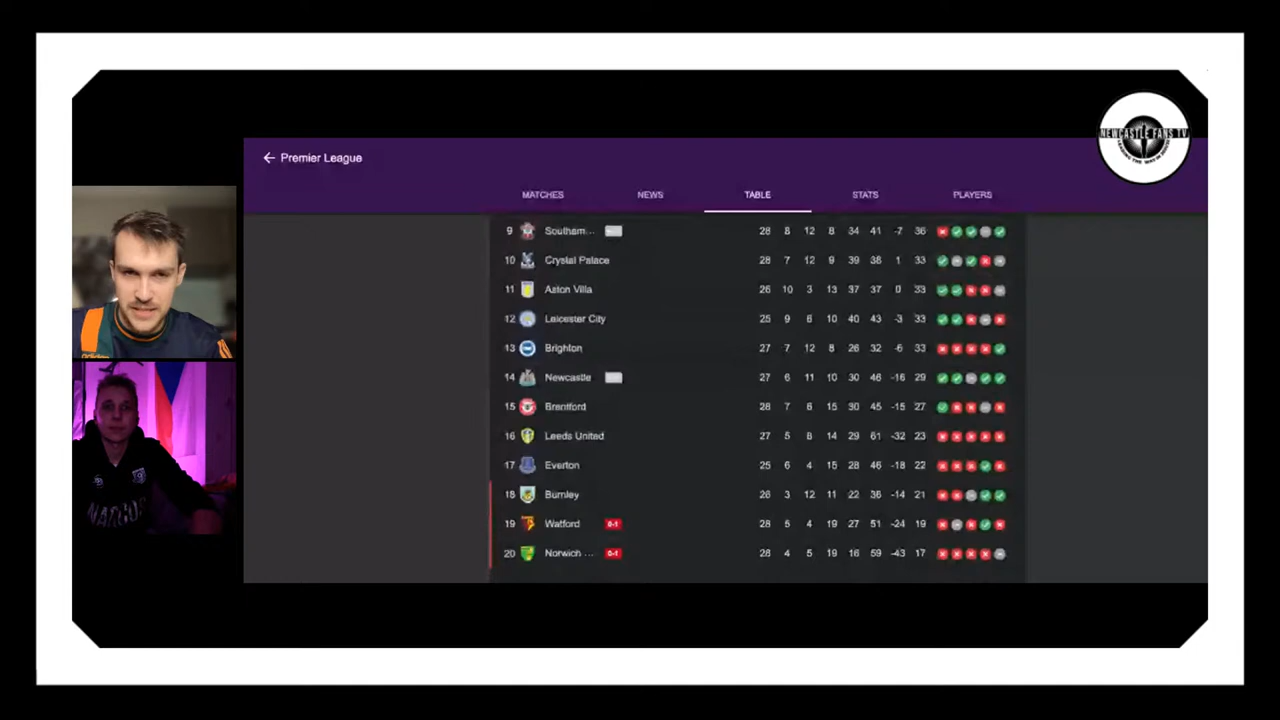 NEWCASTLE FANS TV
Premier League
MATCHES NEWS TABLE STATS PLAYERS
9 Southam... 28 8 12 8 34 41 -7 36
10 Crystal Palace 28 7 12 9 39 38 1 33
11 Aston Villa 26 10 3 13 37 37 0 33
12 Leicester City 25 9 6 10 40 43 -3 33
13 Brighton 27 7 12 8 26 32 -6 33
14 Newcastle 27 6 11 10 30 46 -16 29
15 Brentford 28 7 6 15 30 45 -15 27
16 Leeds United 27 5 8 14 29 61 -32 23
17 Everton 25 6 4 15 28 46 -18 22
18 Burnley 26 3 12 11 22 36 -14 21
19 Watford 0-1 28 5 4 19 27 51 -24 19
20 Norwich ... 0-1 28 4 5 19 16 59 -43 17